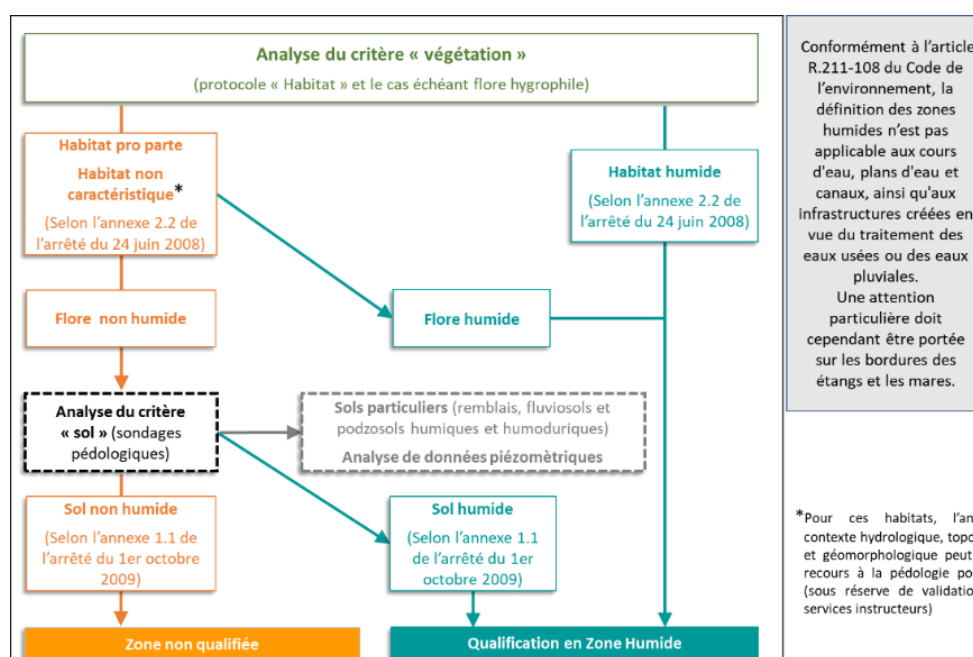 Analyse du critère « végétation »
(protocole « Habitat » et le cas échéant flore hygrophile)
Habitat pro parte
Habitat non
caractéristique*
(Selon l’annexe 2.2 de
l’arrêté du 24 juin 2008)
Habitat humide
(Selon l’annexe 2.2 de
l’arrêté du 24 juin 2008)
Flore non humide
Flore humide
Analyse du critère
« sol » (sondages
pédologiques)
Sols particuliers (remblais, fluviosols et
podzosols humiques et humoduriques)
Analyse de données piézomètriques
Sol non humide
(Selon l’annexe 1.1 de
l’arrêté du 1er octobre
2009)
Sol humide
(Selon l’annexe 1.1
de l’arrêté du 1er
octobre 2009)
Zone non qualifiée
Qualification en Zone Humide
Conformément à l’article
R.211-108 du Code de
l’environnement, la
définition des zones
humides n’est pas
applicable aux cours
d'eau, plans d'eau et
canaux, ainsi qu'aux
infrastructures créées en
vue du traitement des
eaux usées ou des eaux
pluviales.
Une attention
particulière doit
cependant être portée
sur les bordures des
étangs et les mares.
*Pour ces habitats,
contexte hydrologique,
et géomorphologique peut
recours à la pédologie
(sous réserve de
services instructeurs)